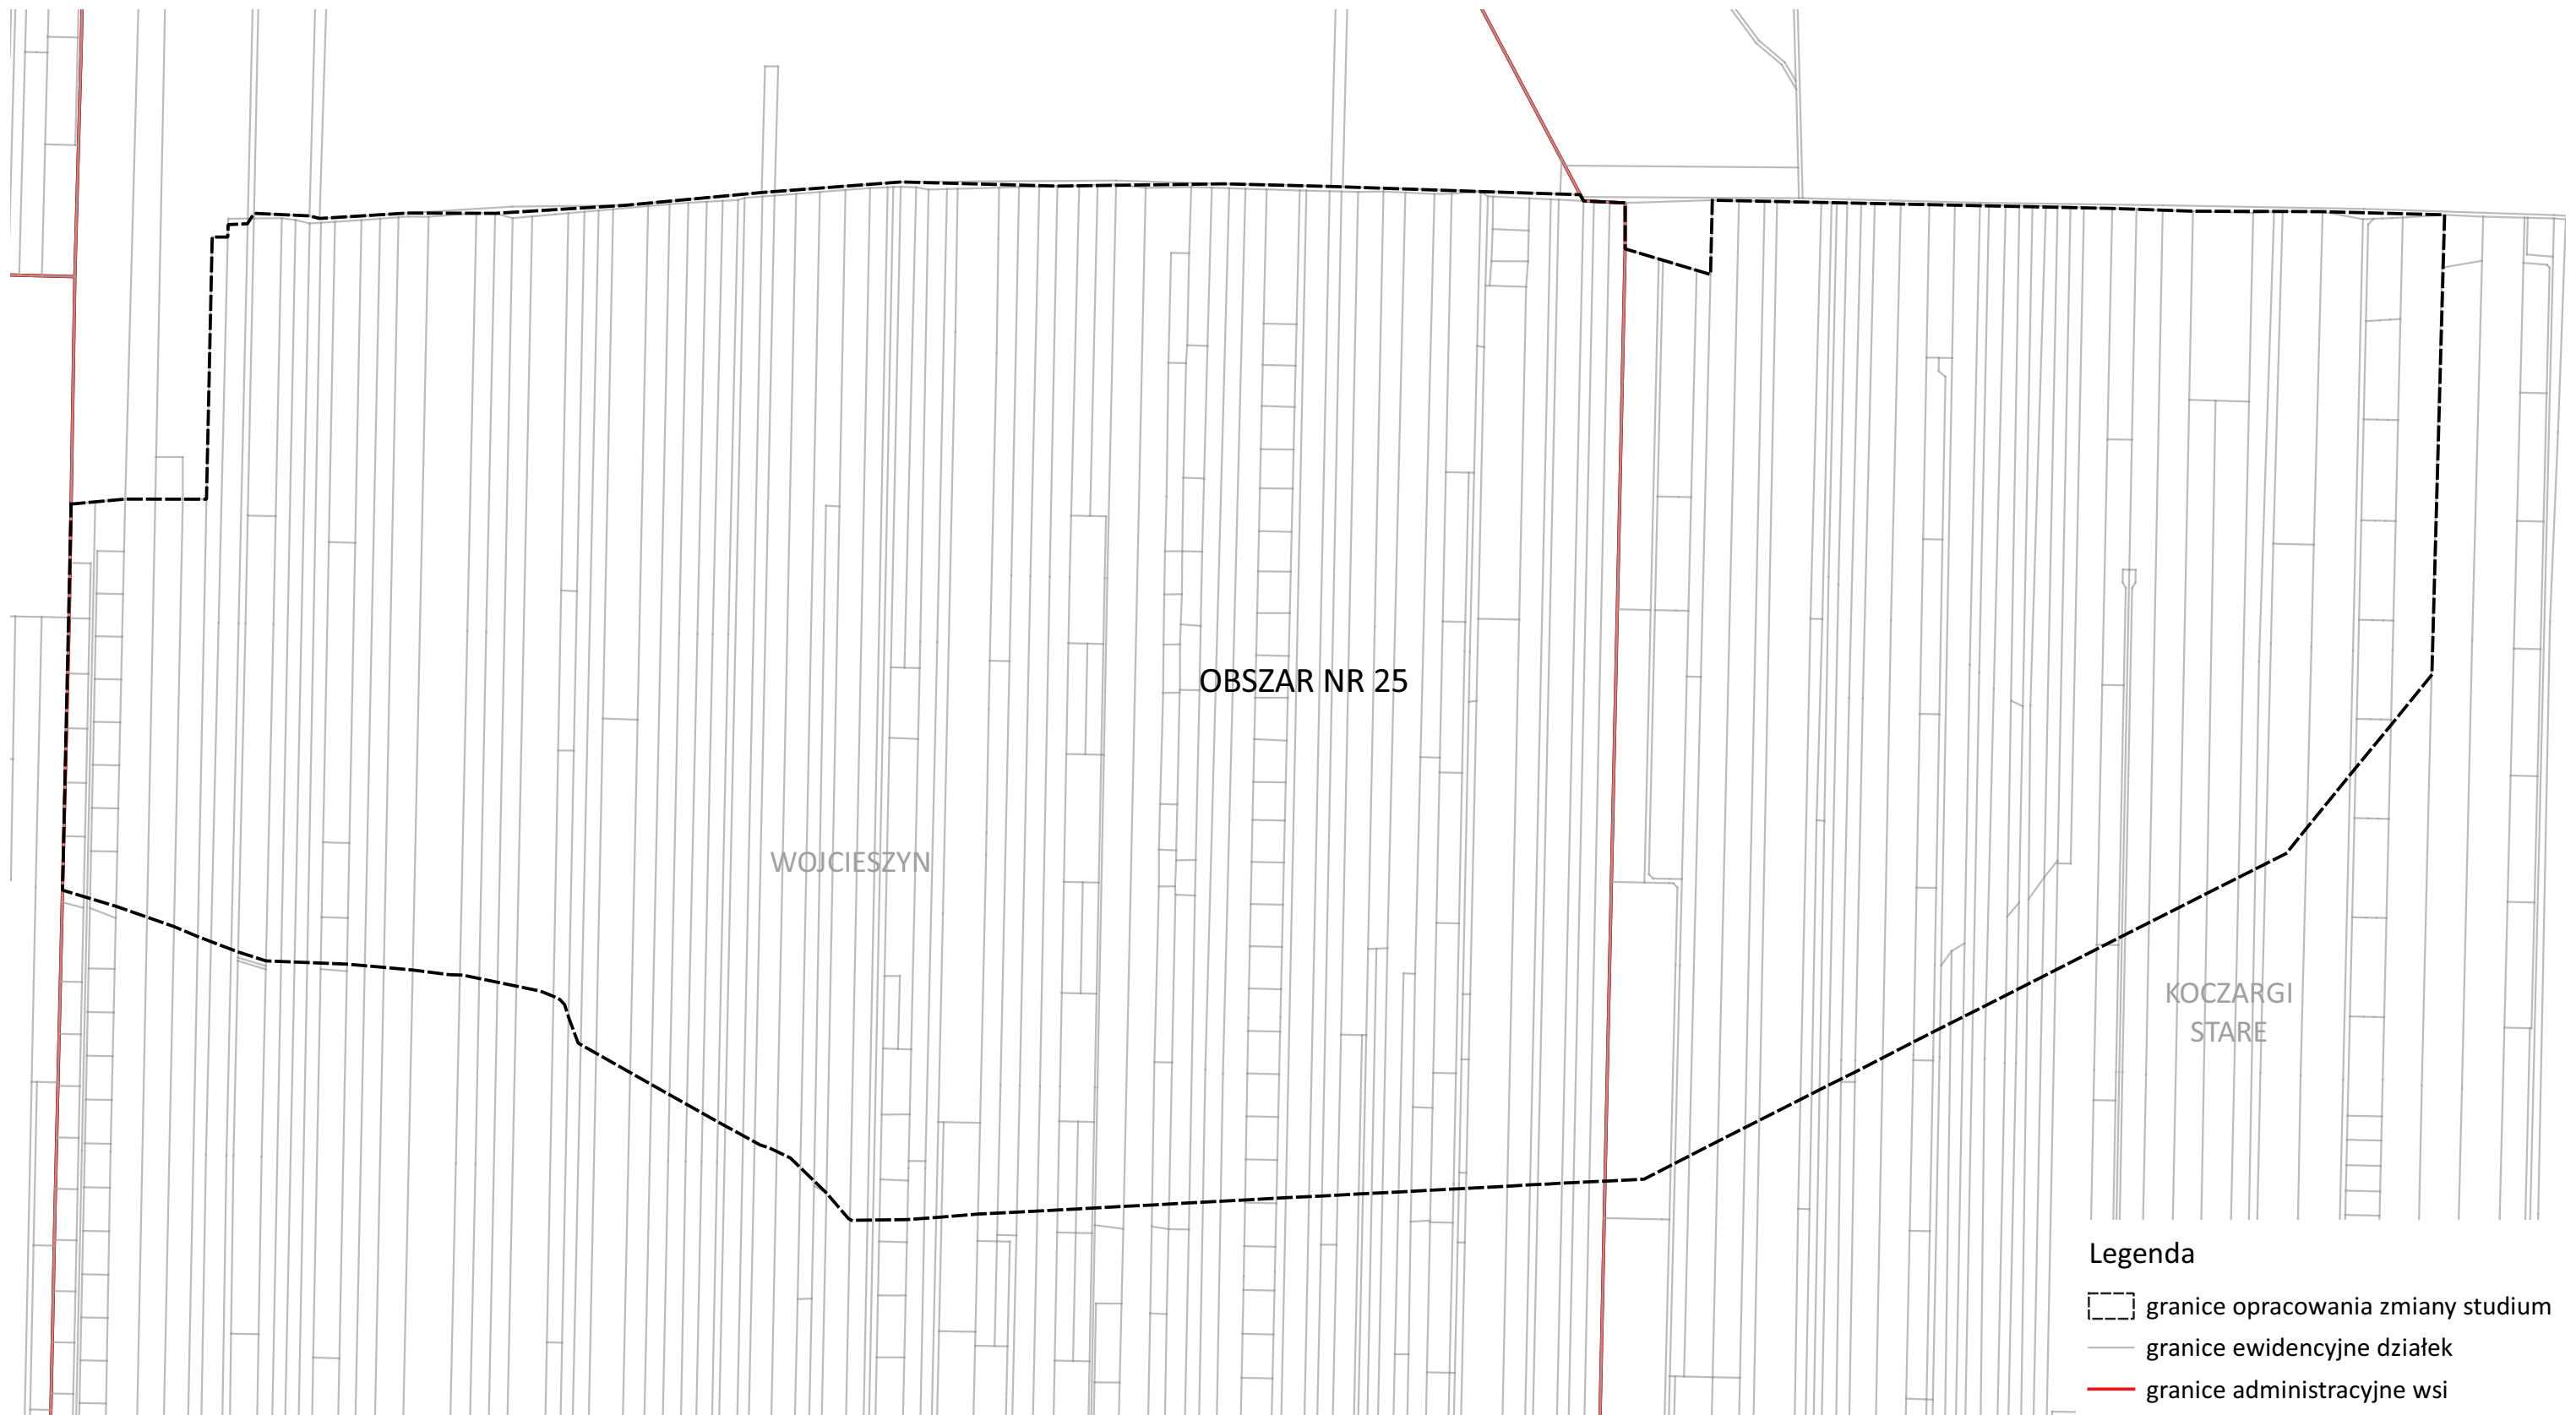 OBSZAR NR 25
WOJCIESZYN
KOCZARGI
STARE
Legenda
granice opracowania zmiany studium
granice ewidencyjne działek
granice administracyjne wsi